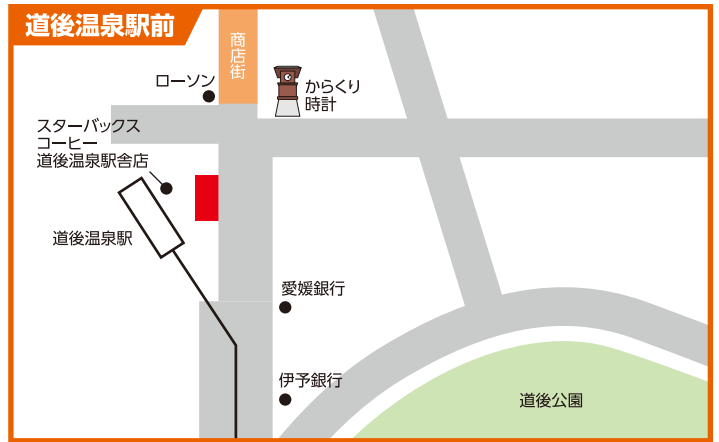 道後温泉駅前
商店街
ローソン
からくり
時計
スターバックス
コーヒー
道後温泉駅舎店
道後温泉駅
愛媛銀行
伊予銀行
道後公園